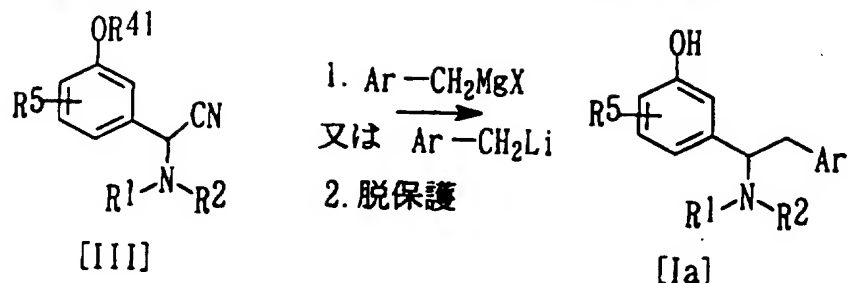 OR41
R5
CN
N
R1
R2
[III]
1. Ar—CH2MgX
又は Ar—CH2Li
2. 脱保護
OH
R5
Ar
N
R1
R2
[Ia]